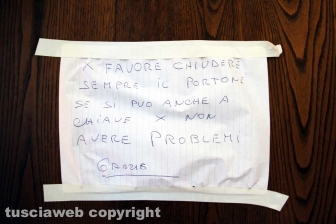 X FAVORE CHIUDERE
SEMPRE IL PORTONE
SE SI PUO ANCHE A
CHIAVE X NON
AVERE PROBLEMI
GRAZIE
tusciaweb copyright